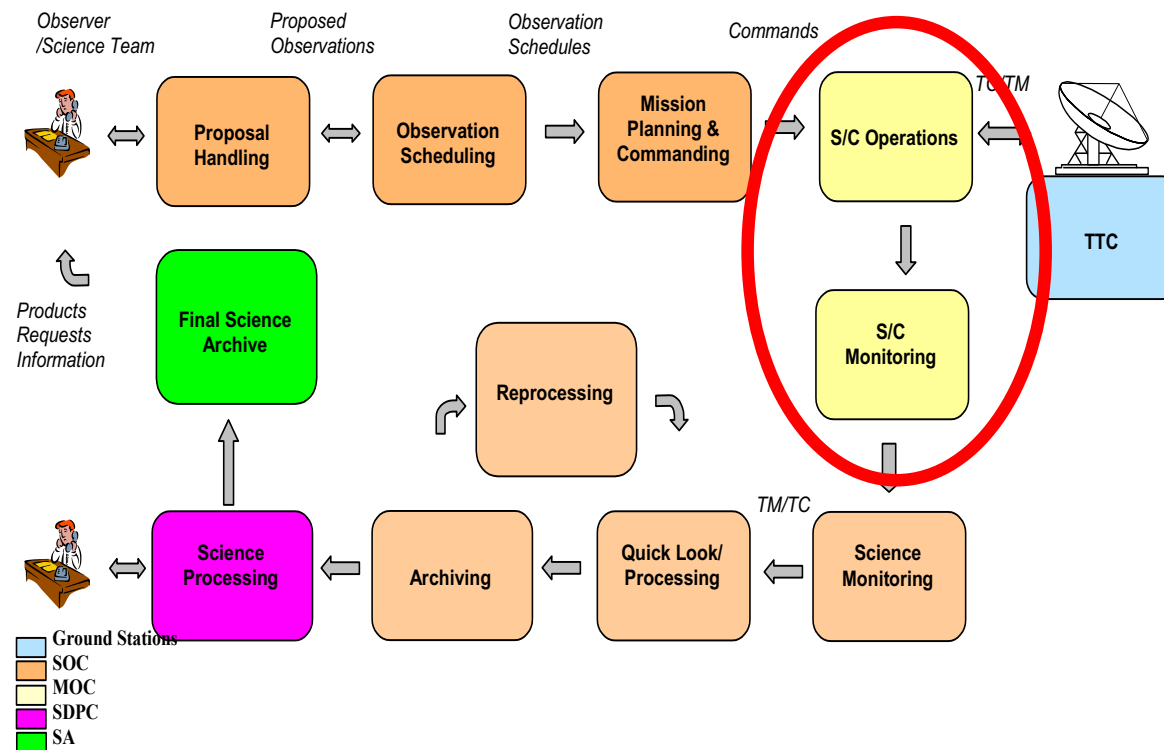 Observer
/Science Team
Proposed
Observations
Observation
Schedules
Commands
TC/TM
Proposal
Handling
Observation
Scheduling
Mission
Planning &
Commanding
S/C Operations
TTC
Products
Requests
Information
Final Science
Archive
Reprocessing
S/C
Monitoring
TM/TC
Science
Processing
Archiving
Quick Look/
Processing
Science
Monitoring
Ground Stations
SOC
MOC
SDPC
SA